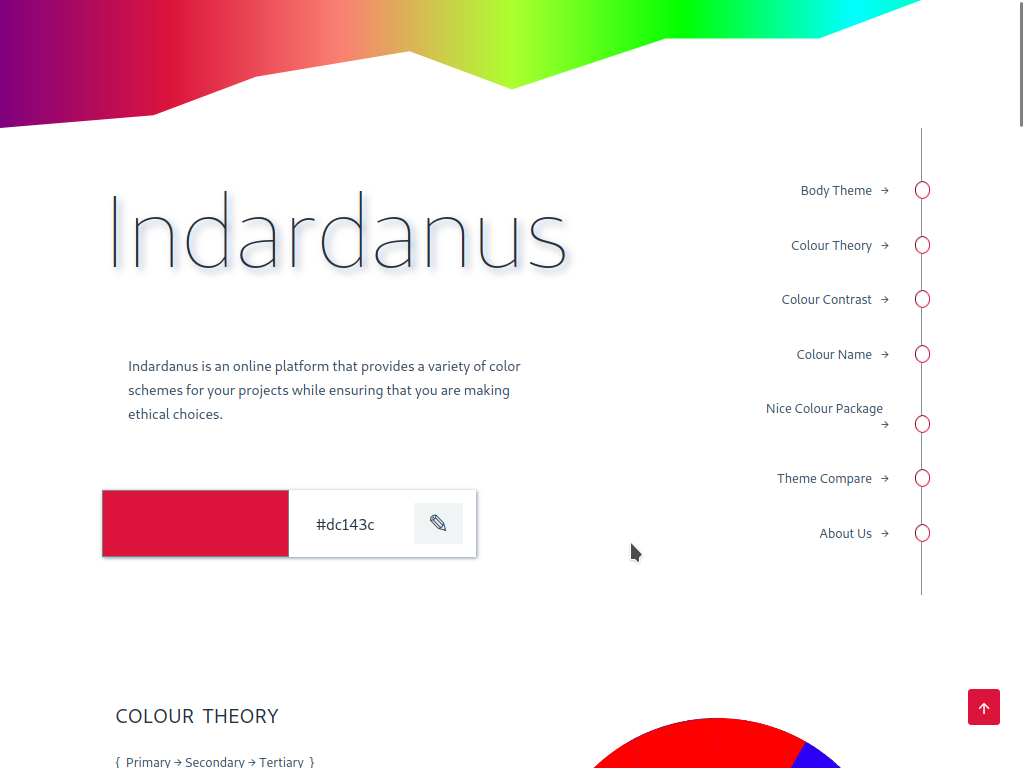 Indardanus
Indardanus is an online platform that provides a variety of color
schemes for your projects while ensuring that you are making
ethical choices.
#dc143c
Body Theme →
Colour Theory →
Colour Contrast →
Colour Name →
Nice Colour Package
→
Theme Compare →
About Us →
COLOUR THEORY
{ Primary → Secondary → Tertiary }